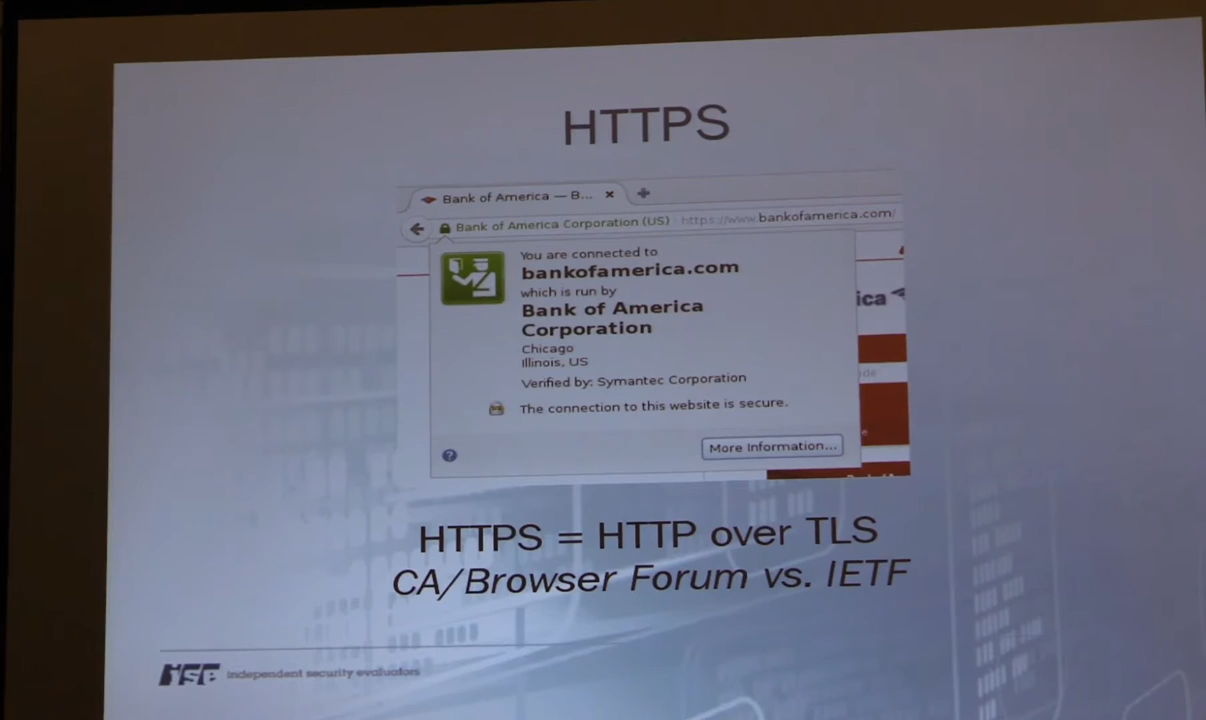 HTTPS
Bank of America — B...
Bank of America Corporation (US) https://www.bankofamerica.com/
You are connected to
bankofamerica.com
which is run by
Bank of America
Corporation
Chicago
Illinois, US
Verified by: Symantec Corporation
The connection to this website is secure.
More Information...
ica
HTTPS = HTTP over TLS
CA/Browser Forum vs. IETF
ise independent security evaluators